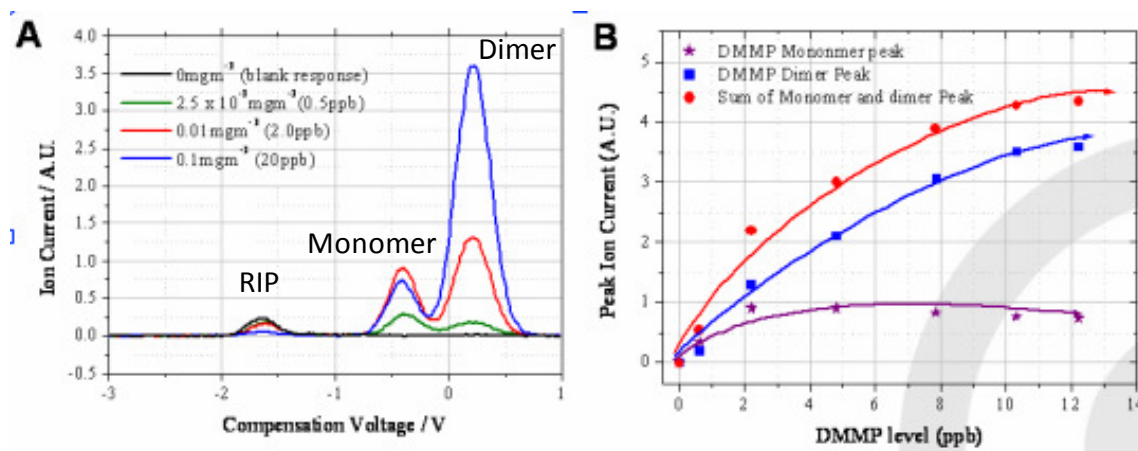 A
4.0
3.5
3.0
2.5
2.0
1.5
1.0
0.5
0.0
-0.5
Ion Current / A.U.
0mgm⁻³ (blank response)
2.5 x 10⁻³mgm⁻³(0.5ppb)
0.01mgm⁻³ (2.0ppb)
0.1mgm⁻³ (20ppb)
Dimer
Monomer
RIP
-3 -2 -1 0 1
Compensation Voltage / V
B
5
4
3
2
1
0
Peak Ion Current (A.U.)
DMMP Mononmer peak
DMMP Dimer Peak
Sum of Monomer and dimer Peak
0 2 4 6 8 10 12 14
DMMP level (ppb)